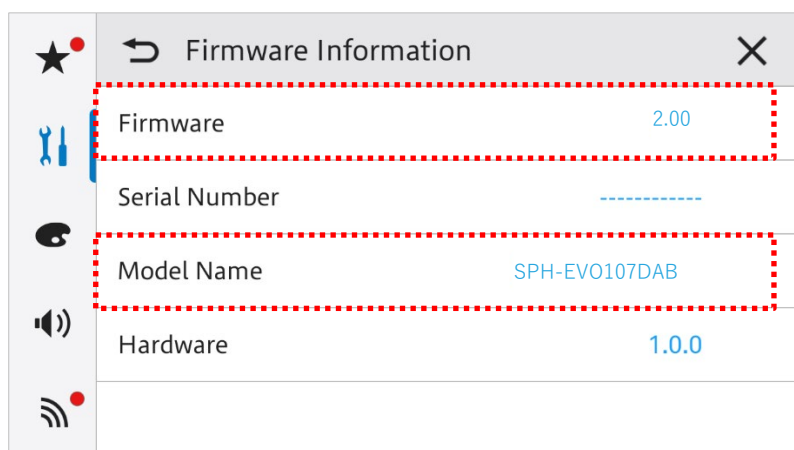 Firmware Information
Firmware 2.00
Serial Number ------------
Model Name SPH-EVO107DAB
Hardware 1.0.0